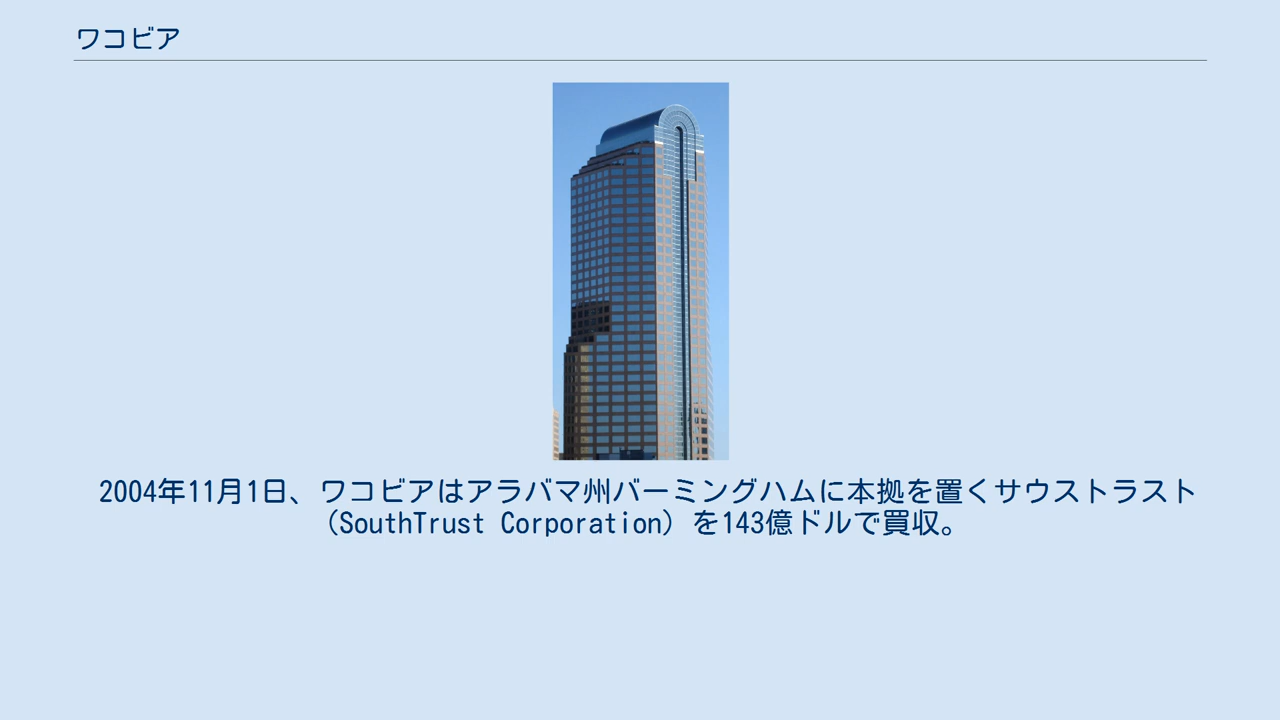 ワコビア
2004年11月1日、ワコビアはアラバマ州バーミングハムに本拠を置くサウストラスト
（SouthTrust Corporation）を143億ドルで買収。